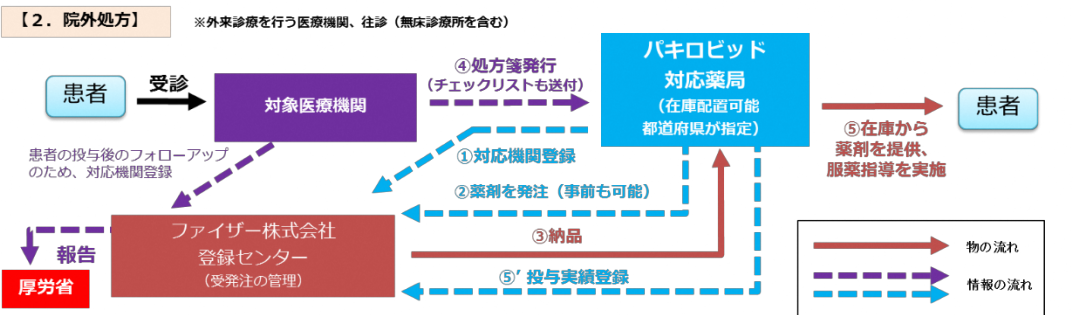 【２．院外処方】
※外来診療を行う医療機関、往診（無床診療所を含む）
患者
受診
対象医療機関
④処方箋発行
（チェックリストも送付）
パキロビッド
対応薬局
（在庫配置可能
都道府県が指定）
患者
⑤在庫から
薬剤を提供、
服薬指導を実施
患者の投与後のフォローアップ
のため、対応機関登録
①対応機関登録
②薬剤を発注（事前も可能）
③納品
⑤’投与実績登録
ファイザー株式会社
登録センター
（受発注の管理）
報告
厚労省
物の流れ
情報の流れ